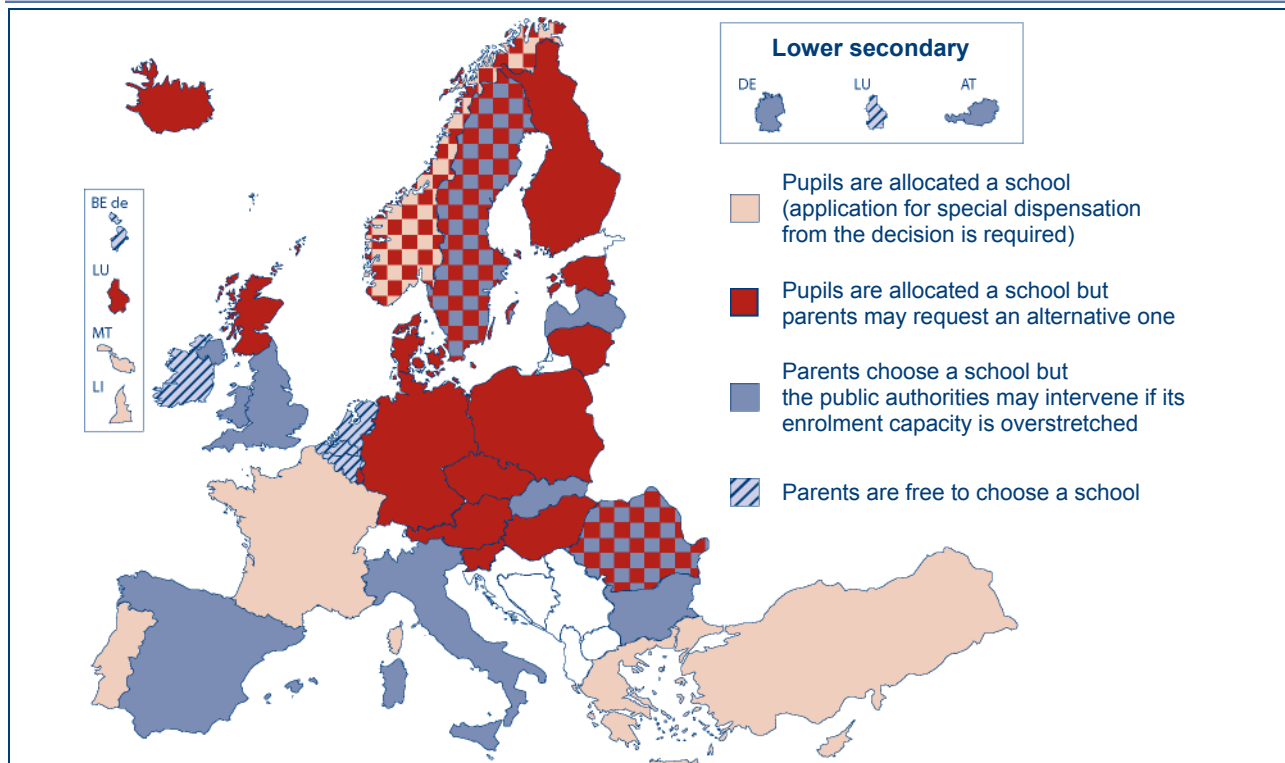 Lower secondary
DE
LU
AT
BE de
LU
MT
LI
Pupils are allocated a school
(application for special dispensation
from the decision is required)
Pupils are allocated a school but
parents may request an alternative one
Parents choose a school but
the public authorities may intervene if its
enrolment capacity is overstretched
Parents are free to choose a school